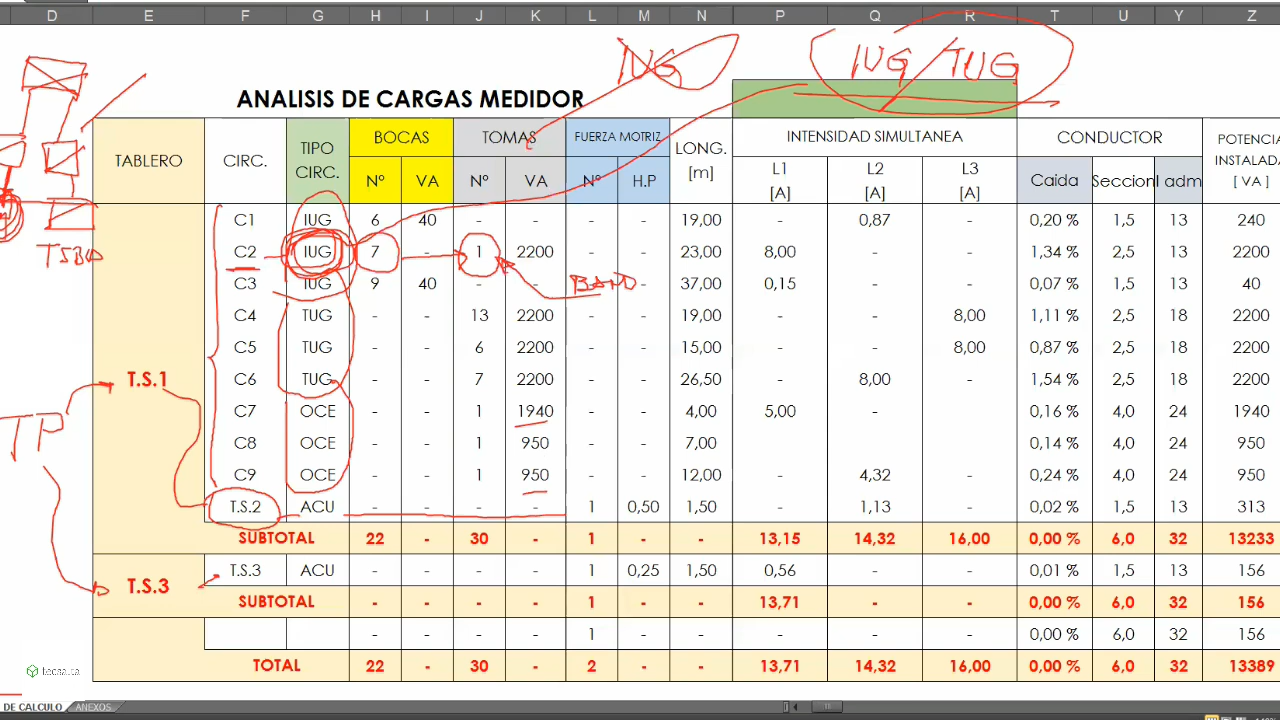 D E F G H I J K L M N P Q R T U Y Z
IUG IUG/TUG
ANALISIS DE CARGAS MEDIDOR
TABLERO CIRC. TIPO CIRC. BOCAS TOMAS FUERZA MOTRIZ LONG. [m] INTENSIDAD SIMULTANEA CONDUCTOR POTENCIA INSTALADA [ VA ]
Nº VA Nº VA Nº H.P L1 [A] L2 [A] L3 [A] Caida Seccion I adm
C1 IUG 6 40 - - - - 19,00 - 0,87 - 0,20 % 1,5 13 240
C2 IUG 7 - 1 2200 - - 23,00 8,00 - - 1,34 % 2,5 13 2200
C3 IUG 9 40 - - - - 37,00 0,15 - - 0,07 % 1,5 13 40
C4 TUG - - 13 2200 - - 19,00 - - 8,00 1,11 % 2,5 18 2200
C5 TUG - - 6 2200 - - 15,00 - - 8,00 0,87 % 2,5 18 2200
C6 TUG - - 7 2200 - - 26,50 - 8,00 - 1,54 % 2,5 18 2200
T.S.1
C7 OCE - - 1 1940 - - 4,00 5,00 - - 0,16 % 4,0 24 1940
C8 OCE - - 1 950 - - 7,00 0,14 % 4,0 24 950
C9 OCE - - 1 950 - - 12,00 - 4,32 - 0,24 % 4,0 24 950
T.S.2 ACU - - - - 1 0,50 1,50 - 1,13 - 0,02 % 1,5 13 313
SUBTOTAL 22 - 30 - 1 - - 13,15 14,32 16,00 0,00 % 6,0 32 13233
T.S.3
T.S.3 ACU - - - - 1 0,25 1,50 0,56 - - 0,01 % 1,5 13 156
SUBTOTAL - - - - 1 - - 13,71 - - 0,00 % 6,0 32 156
- - - - 1 - - - - - 0,00 % 6,0 32 156
TOTAL 22 - 30 - 2 - - 13,71 14,32 16,00 0,00 % 6,0 32 13389
TP
tecsa.ta
DE CALCULO ANEXOS